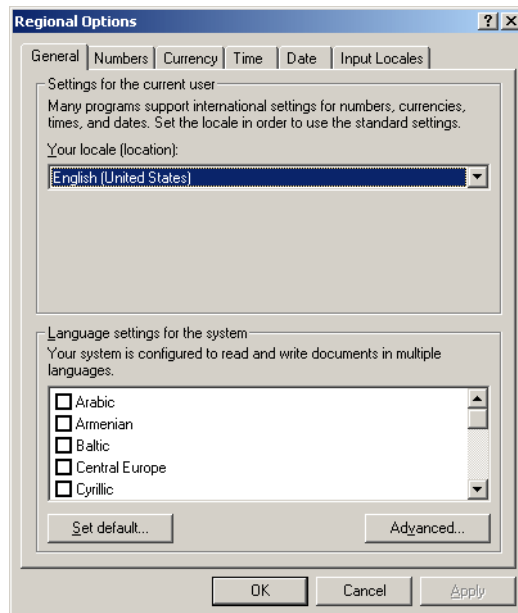 Regional Options
General Numbers Currency Time Date Input Locales
Settings for the current user
Many programs support international settings for numbers, currencies,
times, and dates. Set the locale in order to use the standard settings.
Your locale (location):
English (United States)
Language settings for the system
Your system is configured to read and write documents in multiple
languages.
Arabic
Armenian
Baltic
Central Europe
Cyrillic
Set default... Advanced...
OK Cancel Apply